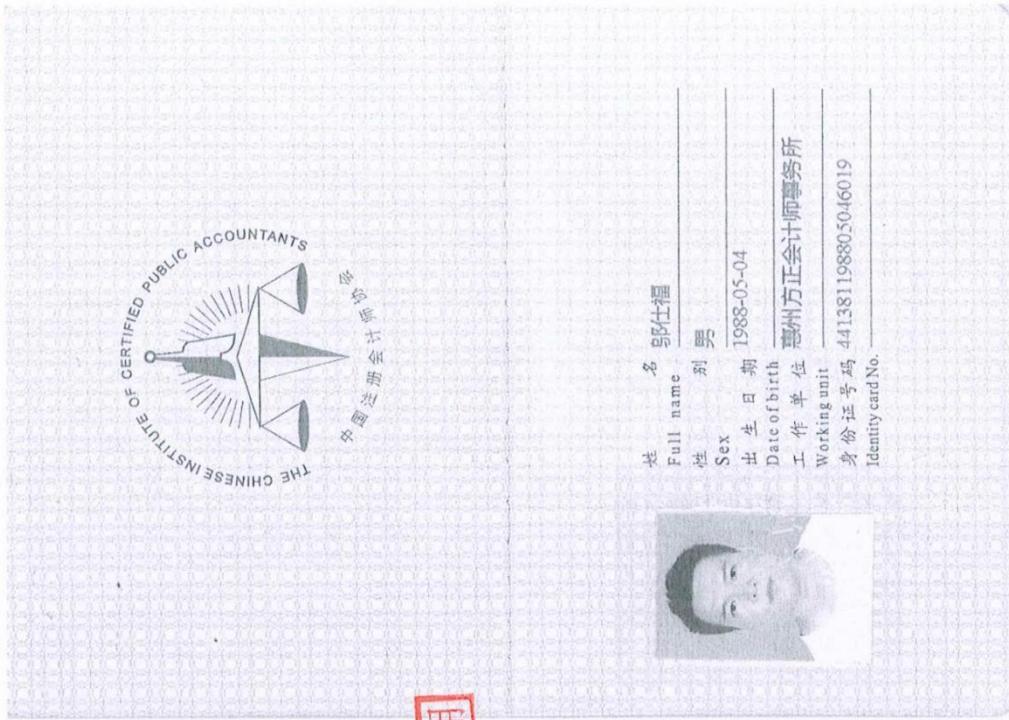 THE CHINESE INSTITUTE OF CERTIFIED PUBLIC ACCOUNTANTS
中国注册会计师协会
姓 名 邬仕福
Full name
性 别 男
Sex
出生日期 1988-05-04
Date of birth
工作单位 惠州方正会计师事务所
Working unit
身份证号码 441381198805046019
Identity card No.